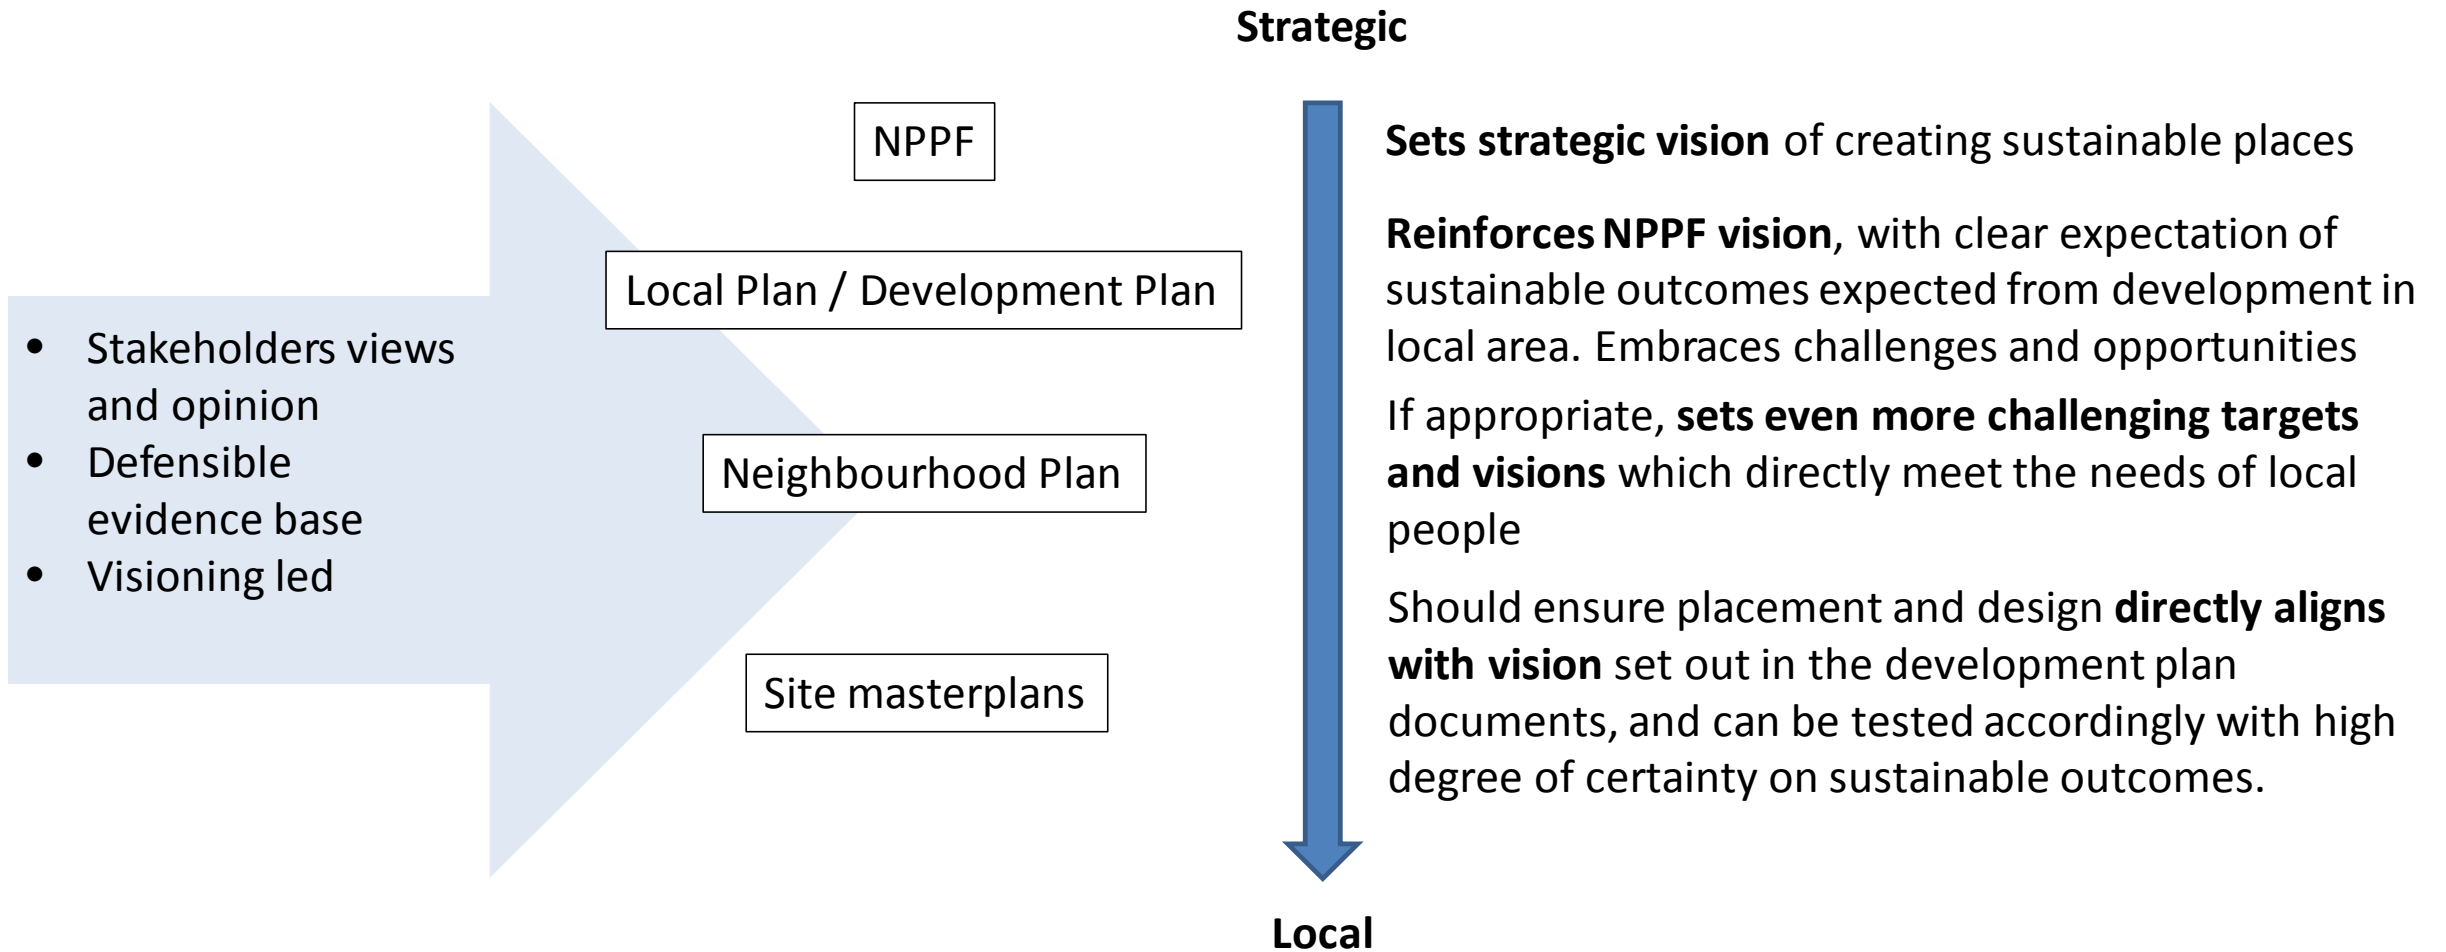 Strategic
NPPF
Sets strategic vision of creating sustainable places
Local Plan / Development Plan
Reinforces NPPF vision, with clear expectation of
sustainable outcomes expected from development in
local area. Embraces challenges and opportunities
• Stakeholders views
and opinion
• Defensible
evidence base
• Visioning led
Neighbourhood Plan
If appropriate, sets even more challenging targets
and visions which directly meet the needs of local
people
Site masterplans
Should ensure placement and design directly aligns
with vision set out in the development plan
documents, and can be tested accordingly with high
degree of certainty on sustainable outcomes.
Local